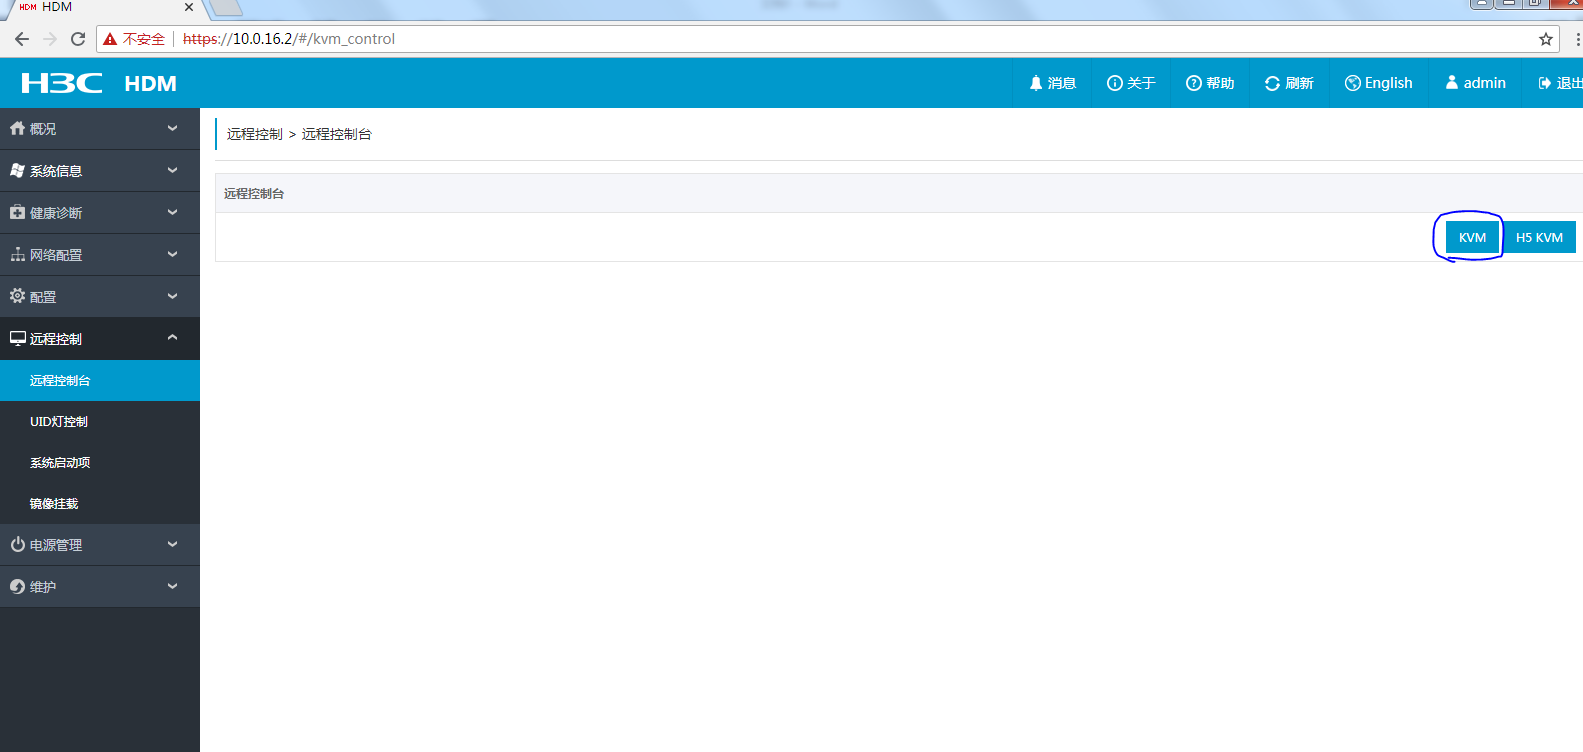 HDM HDM
不安全 https://10.0.16.2/#/kvm_control
H3C HDM 消息 关于 帮助 刷新 English admin 退出
概况
系统信息
健康诊断
网络配置
配置
远程控制
远程控制台
UID灯控制
系统启动项
镜像挂载
电源管理
维护
远程控制 > 远程控制台
远程控制台
KVM H5 KVM